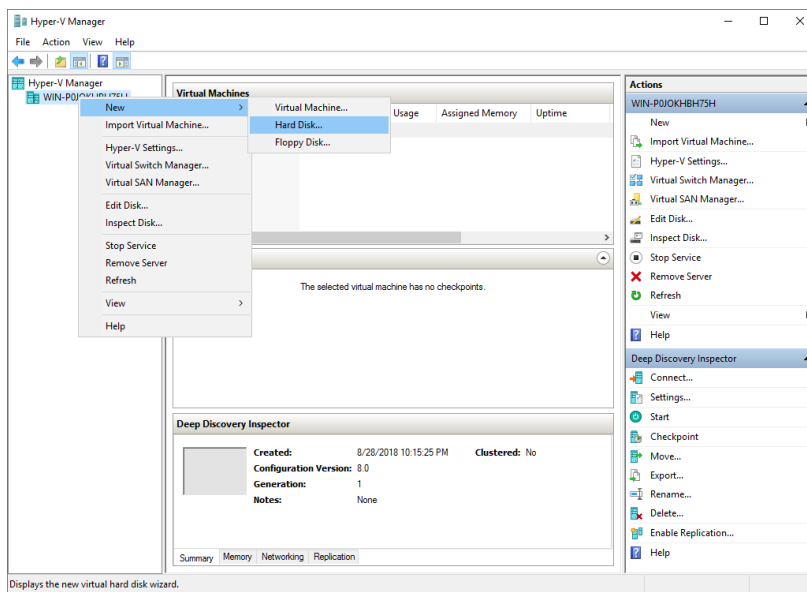 Hyper-V Manager
File Action View Help
Hyper-V Manager
WIN-P0JOKHBH75H
New
Import Virtual Machine...
Hyper-V Settings...
Virtual Switch Manager...
Virtual SAN Manager...
Edit Disk...
Inspect Disk...
Stop Service
Remove Server
Refresh
View
Help
Virtual Machine...
Hard Disk...
Floppy Disk...
Virtual Machines
Usage Assigned Memory Uptime
The selected virtual machine has no checkpoints.
Deep Discovery Inspector
Created: 8/28/2018 10:15:25 PM Clustered: No
Configuration Version: 8.0
Generation: 1
Notes: None
Summary Memory Networking Replication
Actions
WIN-P0JOKHBH75H
New
Import Virtual Machine...
Hyper-V Settings...
Virtual Switch Manager...
Virtual SAN Manager...
Edit Disk...
Inspect Disk...
Stop Service
Remove Server
Refresh
View
Help
Deep Discovery Inspector
Connect...
Settings...
Start
Checkpoint
Move...
Export...
Rename...
Delete...
Enable Replication...
Help
Displays the new virtual hard disk wizard.